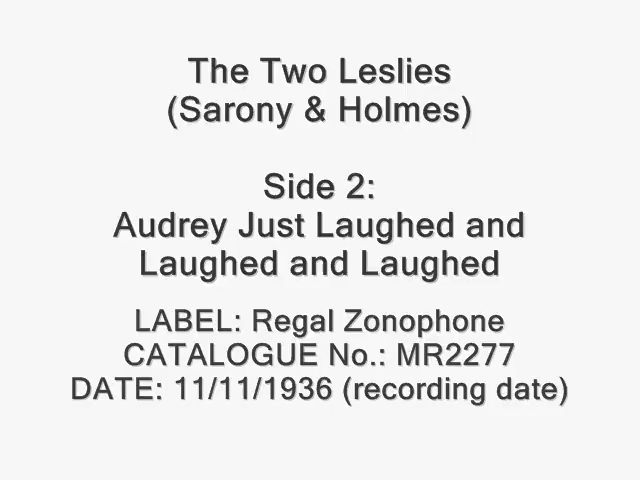 The Two Leslies
(Sarony & Holmes)
Side 2:
Audrey Just Laughed and
Laughed and Laughed
LABEL: Regal Zonophone
CATALOGUE No.: MR2277
DATE: 11/11/1936 (recording date)